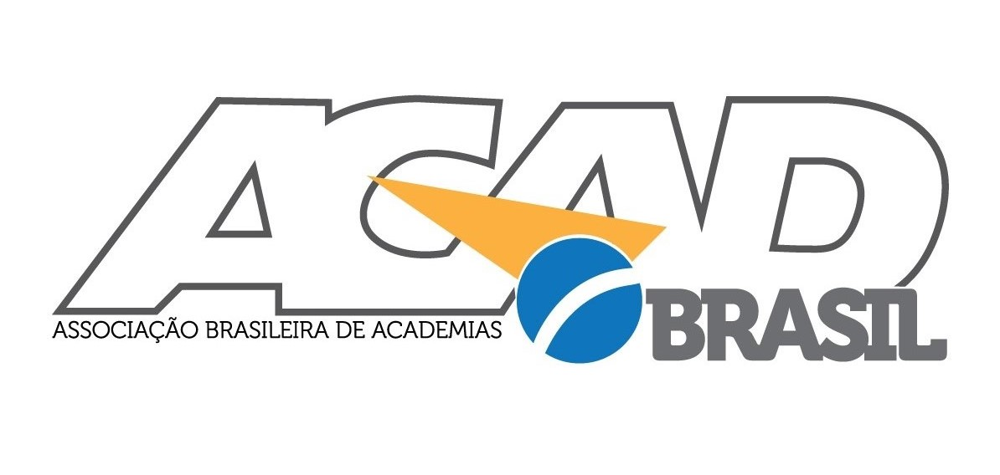 ACAD
BRASIL
ASSOCIAÇÃO BRASILEIRA DE ACADEMIAS